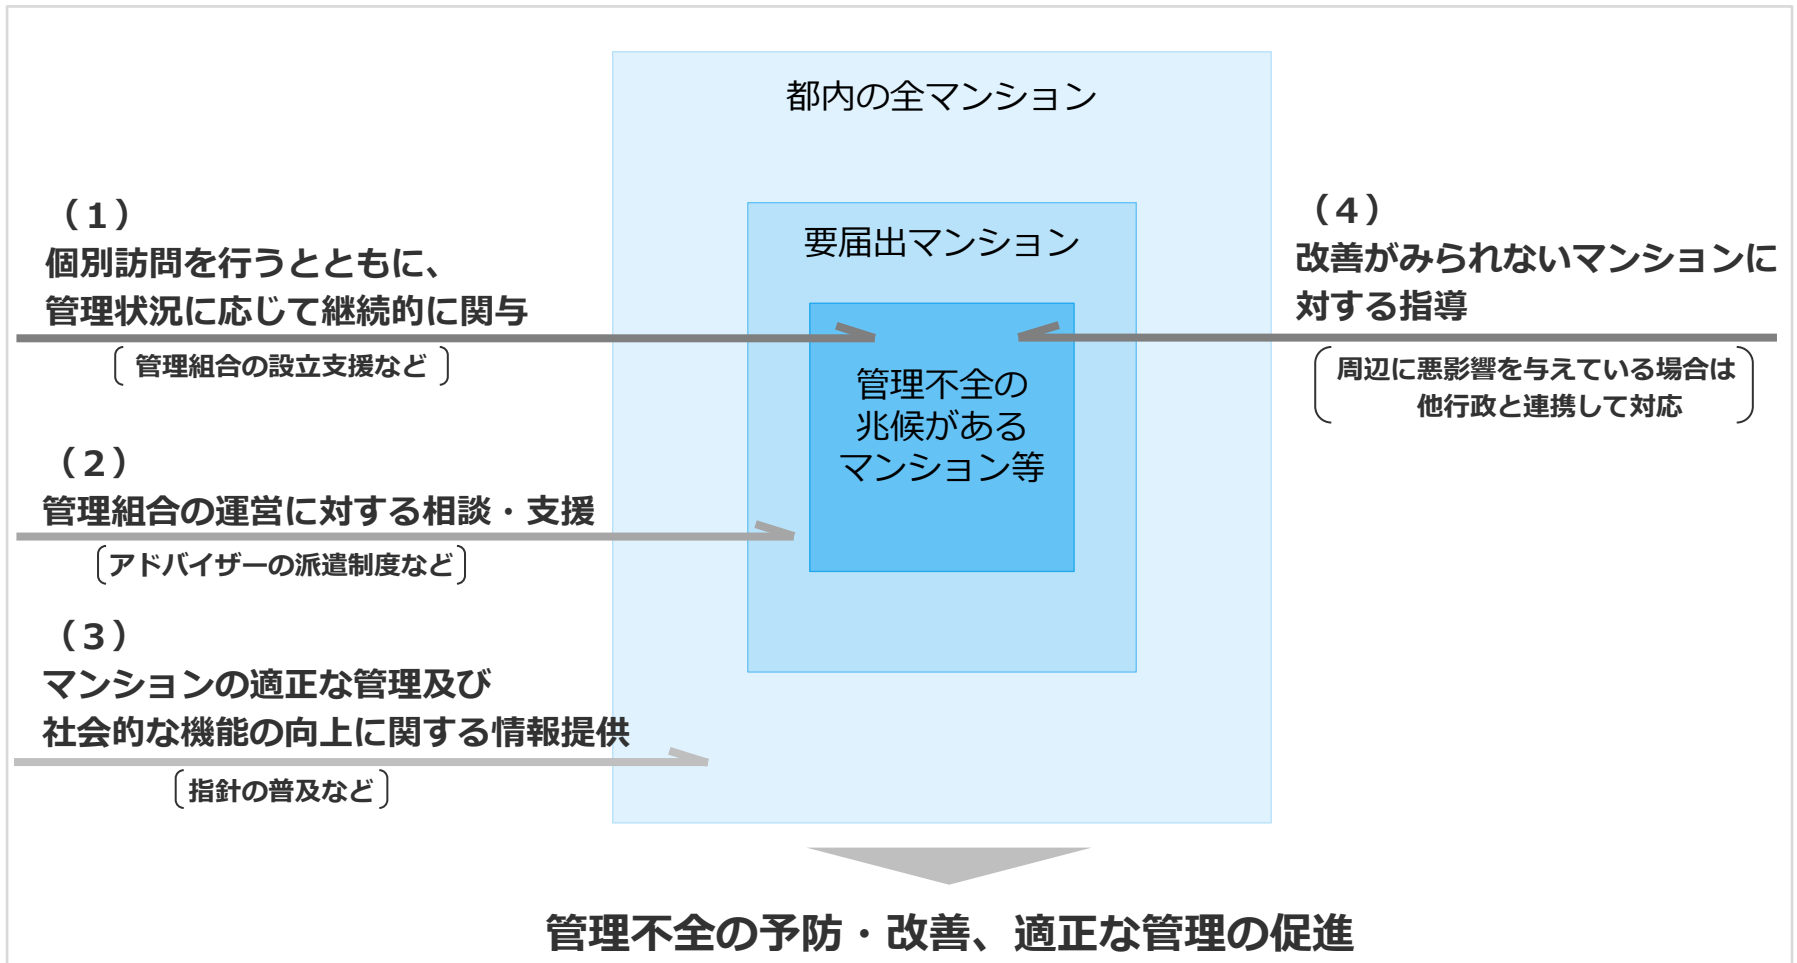 都内の全マンション
要届出マンション
管理不全の
兆候がある
マンション等
（１）
個別訪問を行うとともに、
管理状況に応じて継続的に関与
〔管理組合の設立支援など〕
（２）
管理組合の運営に対する相談・支援
〔アドバイザーの派遣制度など〕
（３）
マンションの適正な管理及び
社会的な機能の向上に関する情報提供
〔指針の普及など〕
（４）
改善がみられないマンションに
対する指導
周辺に悪影響を与えている場合は
他行政と連携して対応
管理不全の予防・改善、適正な管理の促進